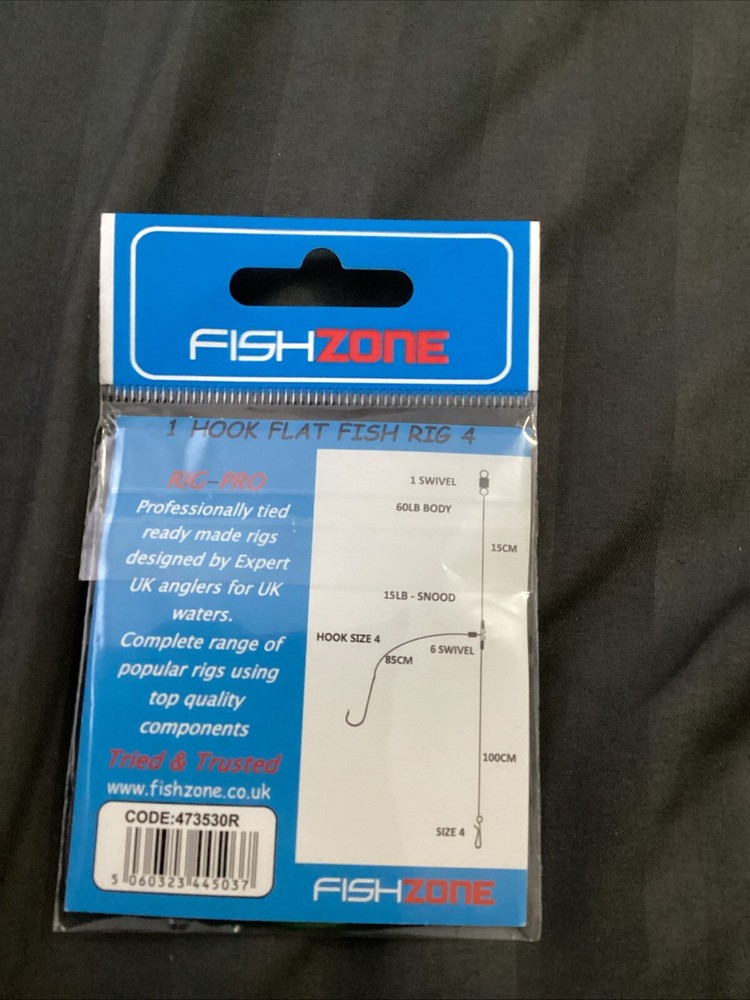 FISHZONE
1 HOOK FLAT FISH RIG 4
RIG-PRO
Professionally tied
ready made rigs
designed by Expert
UK anglers for UK
waters.
Complete range of
popular rigs using
top quality
components
Tried & Trusted
www.fishzone.co.uk
CODE:473530R
5 060323 445037
1 SWIVEL
60LB BODY
15CM
15LB - SNOOD
HOOK SIZE 4
6 SWIVEL
85CM
100CM
SIZE 4
FISHZONE